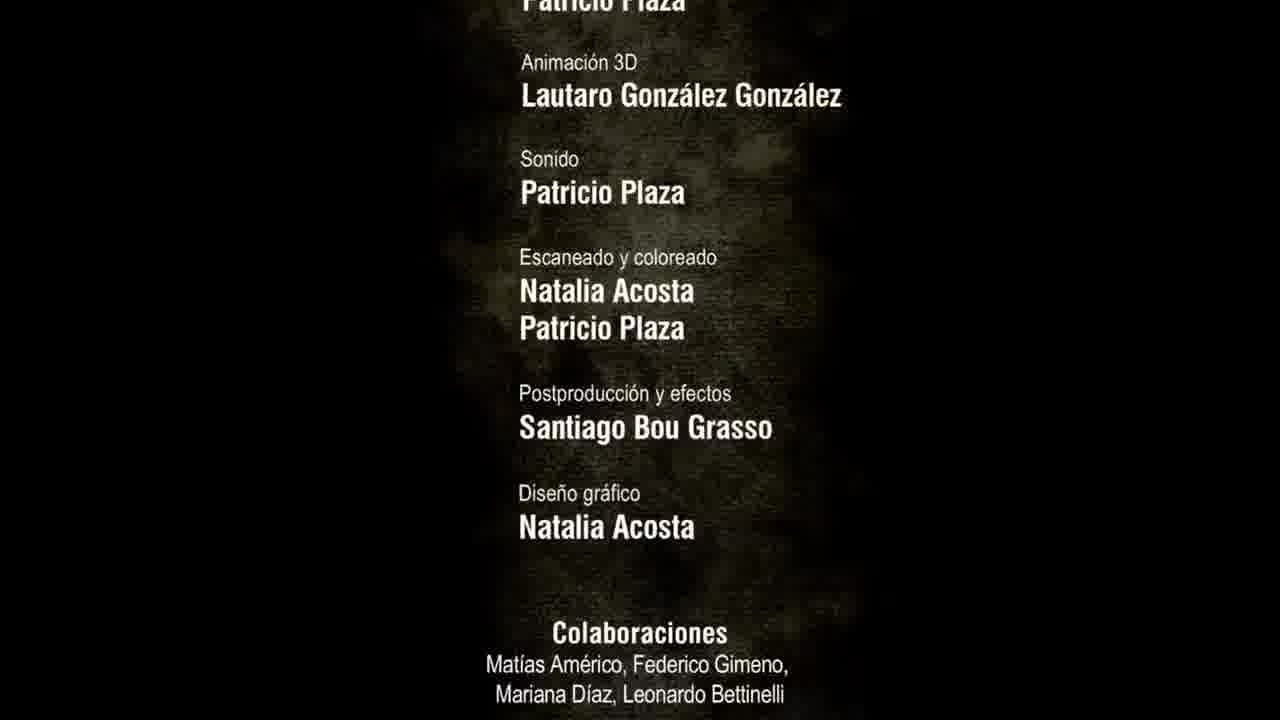 Patricio Plaza
Animación 3D
Lautaro González González
Sonido
Patricio Plaza
Escaneado y coloreado
Natalia Acosta
Patricio Plaza
Postproducción y efectos
Santiago Bou Grasso
Diseño gráfico
Natalia Acosta
Colaboraciones
Matías Américo, Federico Gimeno,
Mariana Díaz, Leonardo Bettinelli